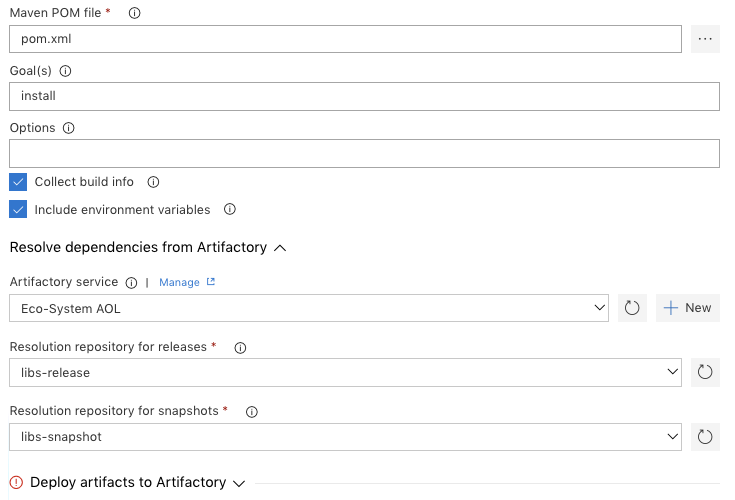 Maven POM file *
pom.xml
...
Goal(s)
install
Options
Collect build info
Include environment variables
Resolve dependencies from Artifactory
Artifactory service | Manage
Eco-System AOL
New
Resolution repository for releases *
libs-release
Resolution repository for snapshots *
libs-snapshot
Deploy artifacts to Artifactory